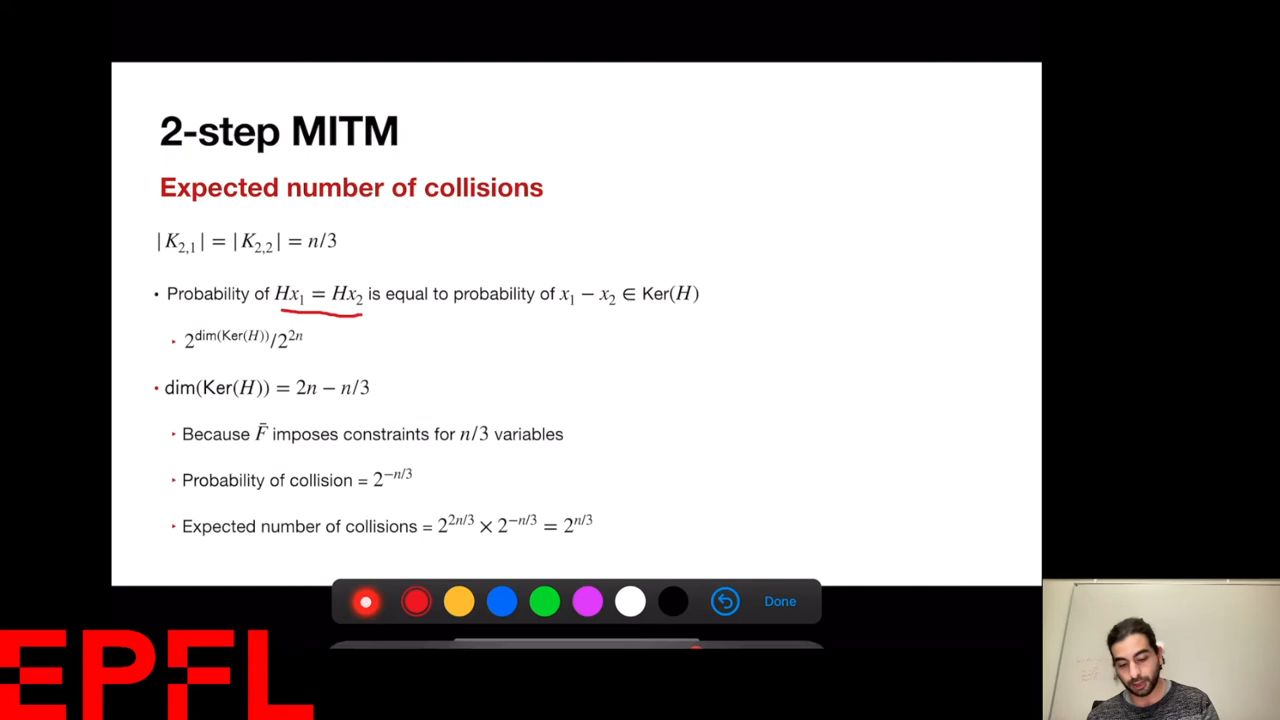 2-step MITM
Expected number of collisions
|K₂,₁| = |K₂,₂| = n/3
• Probability of Hx₁ = Hx₂ is equal to probability of x₁ − x₂ ∈ Ker(H)
‣ 2^dim(Ker(H))/2^2n
• dim(Ker(H)) = 2n − n/3
‣ Because F̄ imposes constraints for n/3 variables
‣ Probability of collision = 2^−n/3
‣ Expected number of collisions = 2^2n/3 × 2^−n/3 = 2^n/3
Done
EPFL